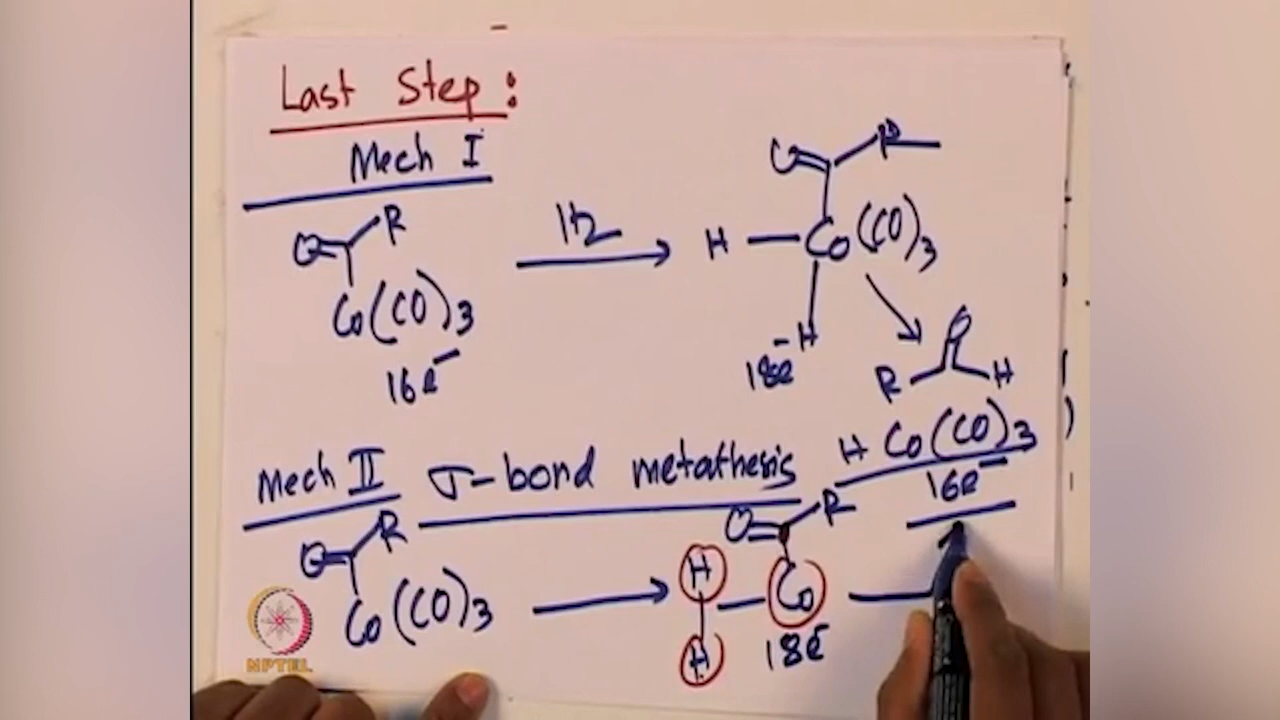 Last Step :
Mech I
O R
Co(CO)3
16e-
H2
O R
H Co(CO)3
H
18e-
O
R H
H Co(CO)3
16e-
Mech II σ-bond metathesis
O R
Co(CO)3
O R
H Co
H 18e-
NPTEL